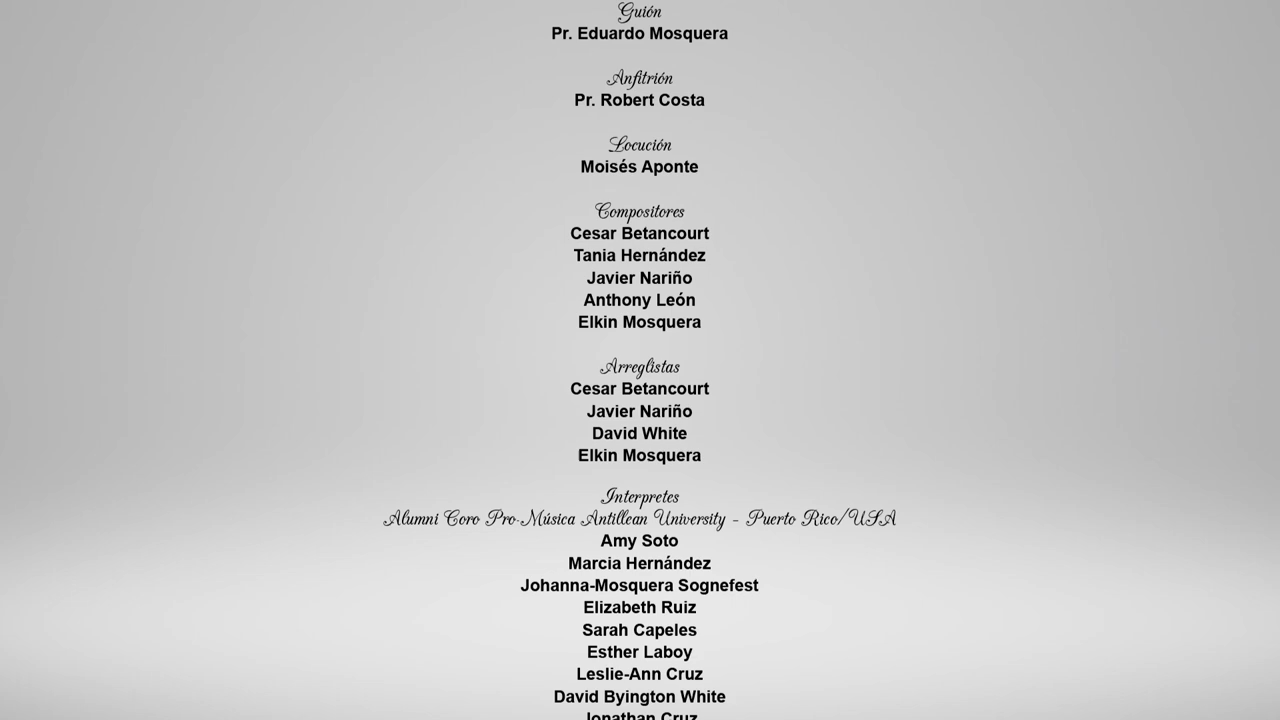 Guión
Pr. Eduardo Mosquera
Anfitrión
Pr. Robert Costa
Locución
Moisés Aponte
Compositores
Cesar Betancourt
Tania Hernández
Javier Nariño
Anthony León
Elkin Mosquera
Arreglistas
Cesar Betancourt
Javier Nariño
David White
Elkin Mosquera
Interpretes
Alumni Coro Pro-Música Antillean University - Puerto Rico/USA
Amy Soto
Marcia Hernández
Johanna-Mosquera Sognefest
Elizabeth Ruiz
Sarah Capeles
Esther Laboy
Leslie-Ann Cruz
David Byington White
Jonathan Cruz